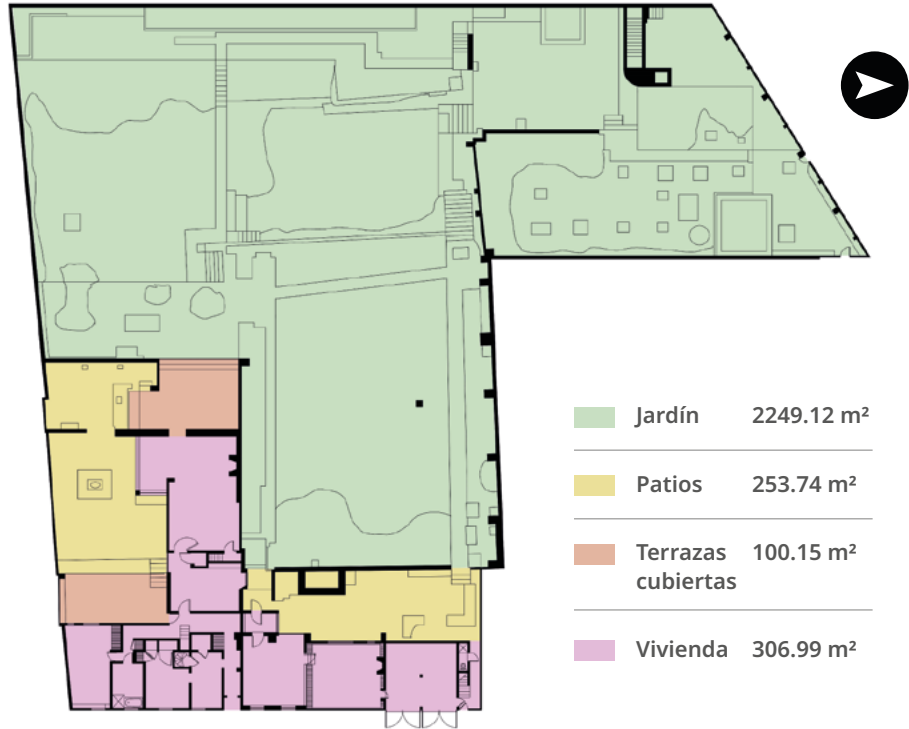 Jardín 2249.12 m²
Patios 253.74 m²
Terrazas 100.15 m²
cubiertas
Vivienda 306.99 m²